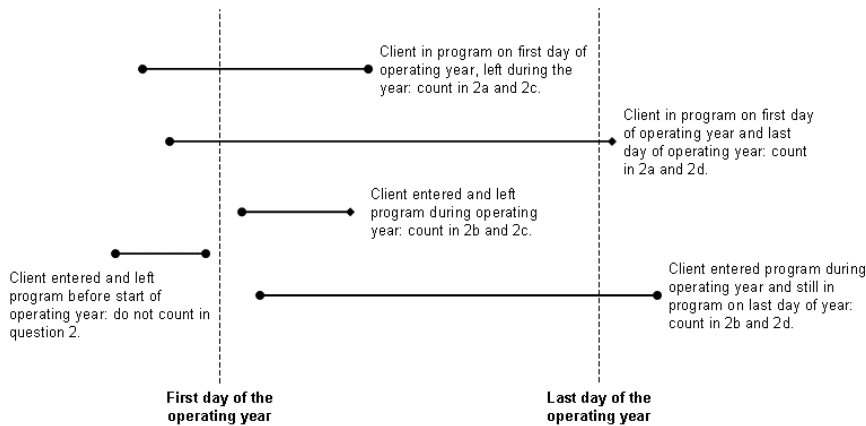 Client in program on first day of
operating year, left during the
year: count in 2a and 2c.
Client in program on first day
of operating year and last
day of operating year: count
in 2a and 2d.
Client entered and left
program during operating
year: count in 2b and 2c.
Client entered and left
program before start of
operating year: do not count in
question 2.
Client entered program during
operating year and still in
program on last day of year:
count in 2b and 2d.
First day of the
operating year
Last day of the
operating year